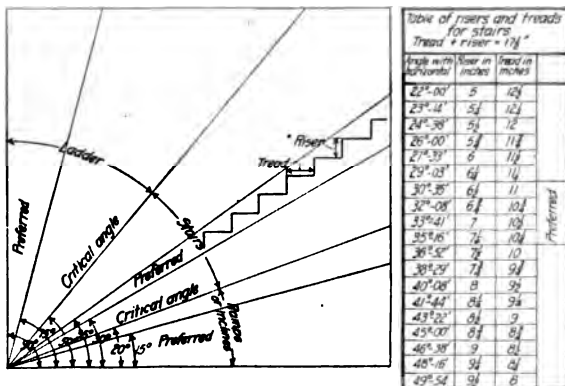 Ladder
Riser
Tread
Preferred
Critical angle
Stairs
Preferred
Critical angle
Ramps
or inclines
Preferred
20° 15°
Table of risers and treads
for stairs
Tread + riser = 17½"
Angle with horizontal Riser in inches Tread in inches
22°-00' 5 12½
23°-14' 5¼ 12¼
24°-38' 5½ 12
26°-00' 5¾ 11¾
27°-33' 6 11½
29°-03' 6¼ 11¼
30°-35' 6½ 11
32°-08' 6¾ 10¾
33°-41' 7 10½
35°-16' 7¼ 10¼
36°-52' 7½ 10
38°-29' 7¾ 9¾
40°-08' 8 9½
41°-44' 8¼ 9¼
43°-22' 8½ 9
45°-00' 8¾ 8¾
46°-38' 9 8½
48°-16' 9¼ 8¼
49°-54' 9½ 8
Preferred